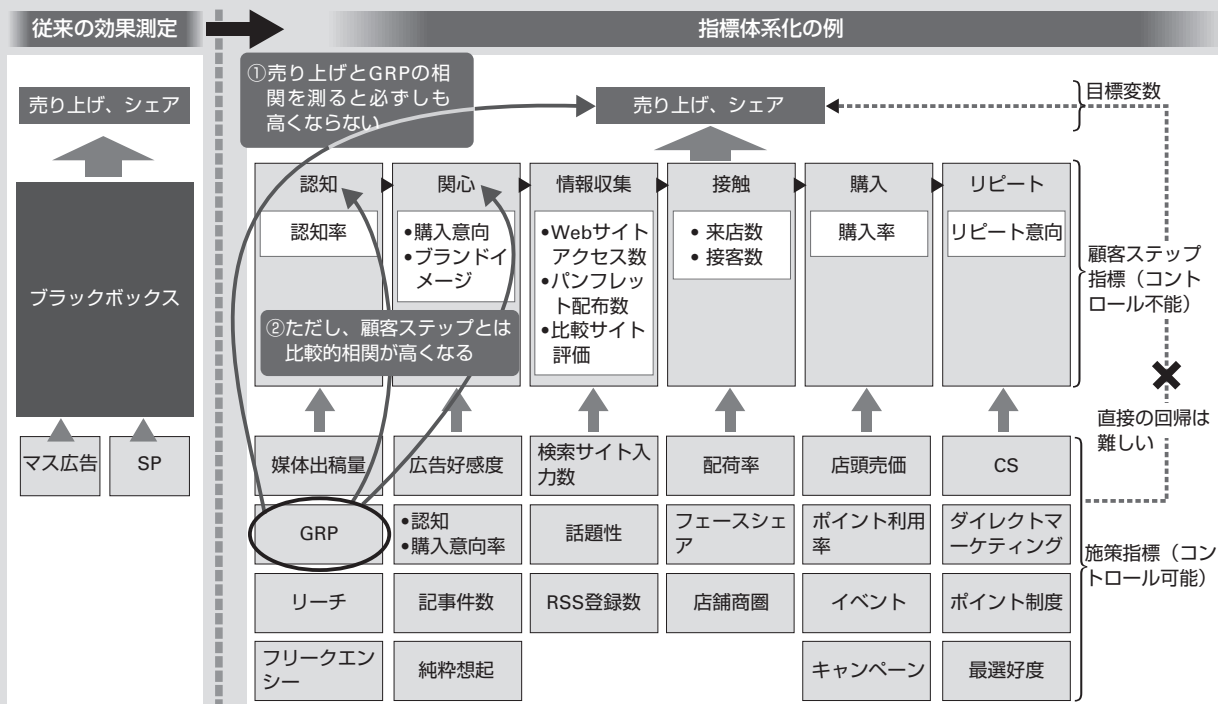 従来の効果測定
指標体系化の例
売り上げ、シェア
ブラックボックス
マス広告
SP
①売り上げとGRPの相
関を測ると必ずしも
高くならない
売り上げ、シェア
目標変数
認知
関心
情報収集
接触
購入
リピート
認知率
•購入意向
•ブランドイ
メージ
•Webサイト
アクセス数
•パンフレッ
ト配布数
•比較サイト
評価
• 来店数
• 接客数
購入率
リピート意向
顧客ステップ
指標（コント
ロール不能）
②ただし、顧客ステップとは
比較的相関が高くなる
直接の回帰は
難しい
媒体出稿量
広告好感度
検索サイト入
力数
配荷率
店頭売価
CS
GRP
•認知
•購入意向率
話題性
フェースシェ
ア
ポイント利用
率
ダイレクトマ
ーケティング
施策指標（コン
トロール可能）
リーチ
記事件数
RSS登録数
店舗商圏
イベント
ポイント制度
フリークエン
シー
純粋想起
キャンペーン
最選好度